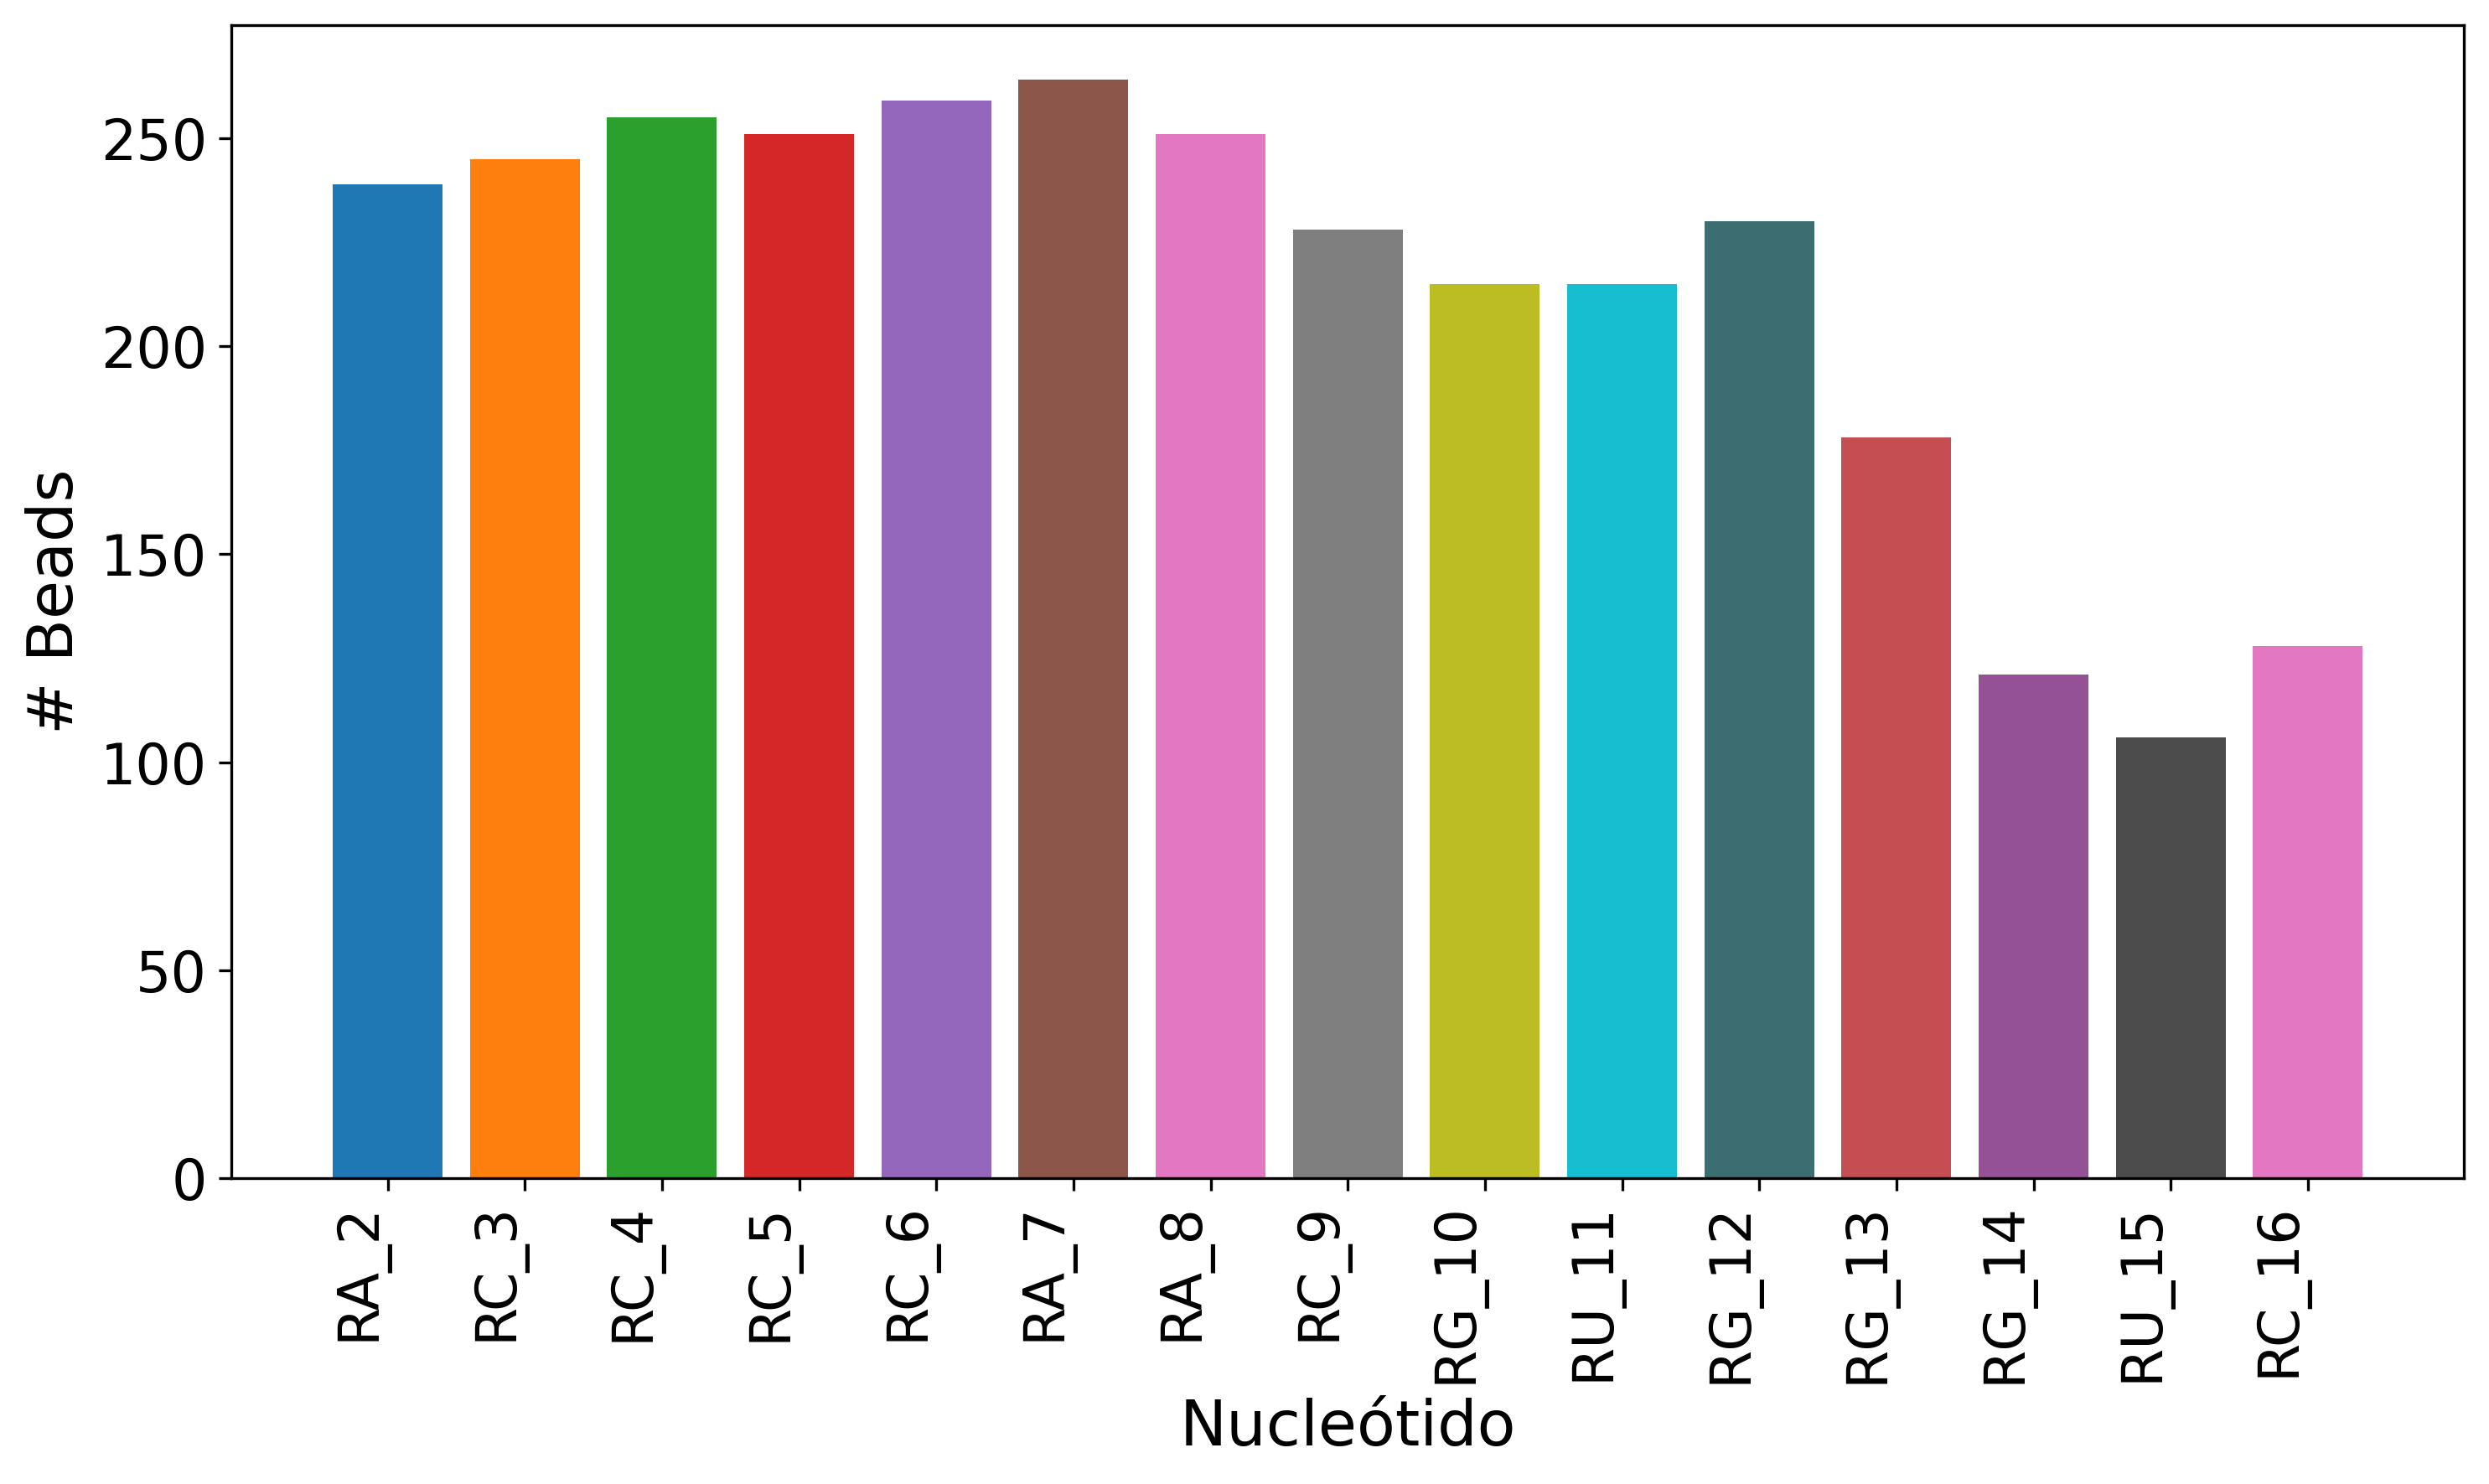 250
200
150
100
50
0
# Beads
RA_2
RC_3
RC_4
RC_5
RC_6
RA_7
RA_8
RC_9
RG_10
RU_11
RG_12
RG_13
RG_14
RU_15
RC_16
Nucleótido